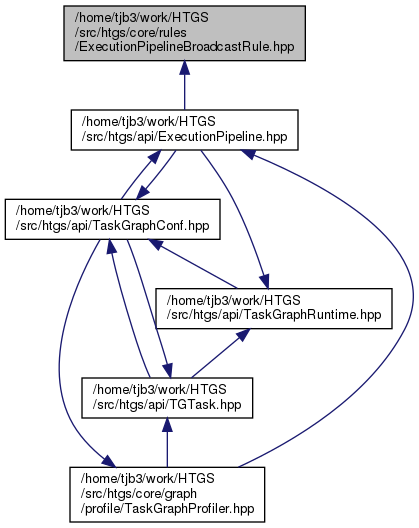 /home/tjb3/work/HTGS
/src/htgs/core/rules
/ExecutionPipelineBroadcastRule.hpp
/home/tjb3/work/HTGS
/src/htgs/api/ExecutionPipeline.hpp
/home/tjb3/work/HTGS
/src/htgs/api/TaskGraphConf.hpp
/home/tjb3/work/HTGS
/src/htgs/api/TaskGraphRuntime.hpp
/home/tjb3/work/HTGS
/src/htgs/api/TGTask.hpp
/home/tjb3/work/HTGS
/src/htgs/core/graph
/profile/TaskGraphProfiler.hpp